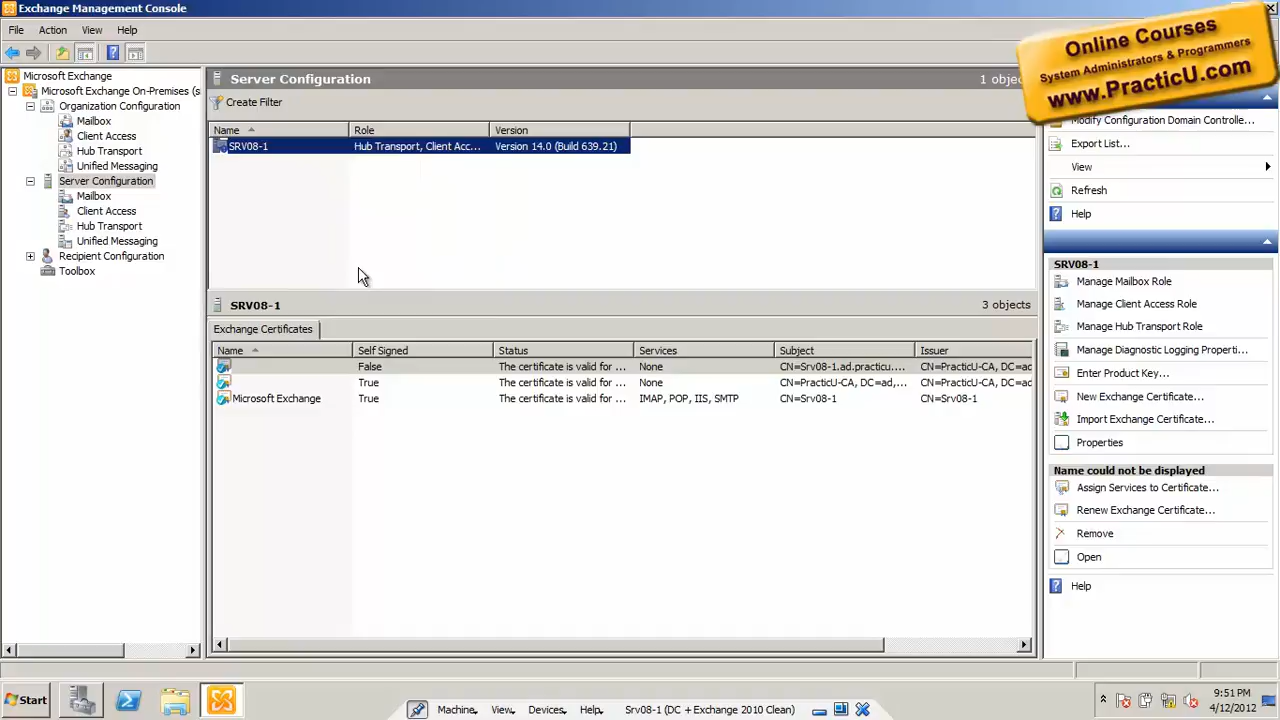 Exchange Management Console
File Action View Help
Online Courses
System Administrators & Programmers
www.PracticU.com
Microsoft Exchange
Microsoft Exchange On-Premises (s
Organization Configuration
Mailbox
Client Access
Hub Transport
Unified Messaging
Server Configuration
Mailbox
Client Access
Hub Transport
Unified Messaging
Recipient Configuration
Toolbox
Server Configuration 1 objec
Create Filter
Name Role Version
SRV08-1 Hub Transport, Client Acc... Version 14.0 (Build 639.21)
SRV08-1 3 objects
Exchange Certificates
Name Self Signed Status Services Subject Issuer
False The certificate is valid for ... None CN=Srv08-1.ad.practicu.... CN=PracticU-CA, DC=ad
True The certificate is valid for ... None CN=PracticU-CA, DC=ad,... CN=PracticU-CA, DC=ad
Microsoft Exchange True The certificate is valid for ... IMAP, POP, IIS, SMTP CN=Srv08-1 CN=Srv08-1
Modify Configuration Domain Controlle...
Export List...
View
Refresh
Help
SRV08-1
Manage Mailbox Role
Manage Client Access Role
Manage Hub Transport Role
Manage Diagnostic Logging Properti...
Enter Product Key...
New Exchange Certificate...
Import Exchange Certificate...
Properties
Name could not be displayed
Assign Services to Certificate...
Renew Exchange Certificate...
Remove
Open
Help
Start
Machine View Devices Help Srv08-1 (DC + Exchange 2010 Clean)
9:51 PM
4/12/2012